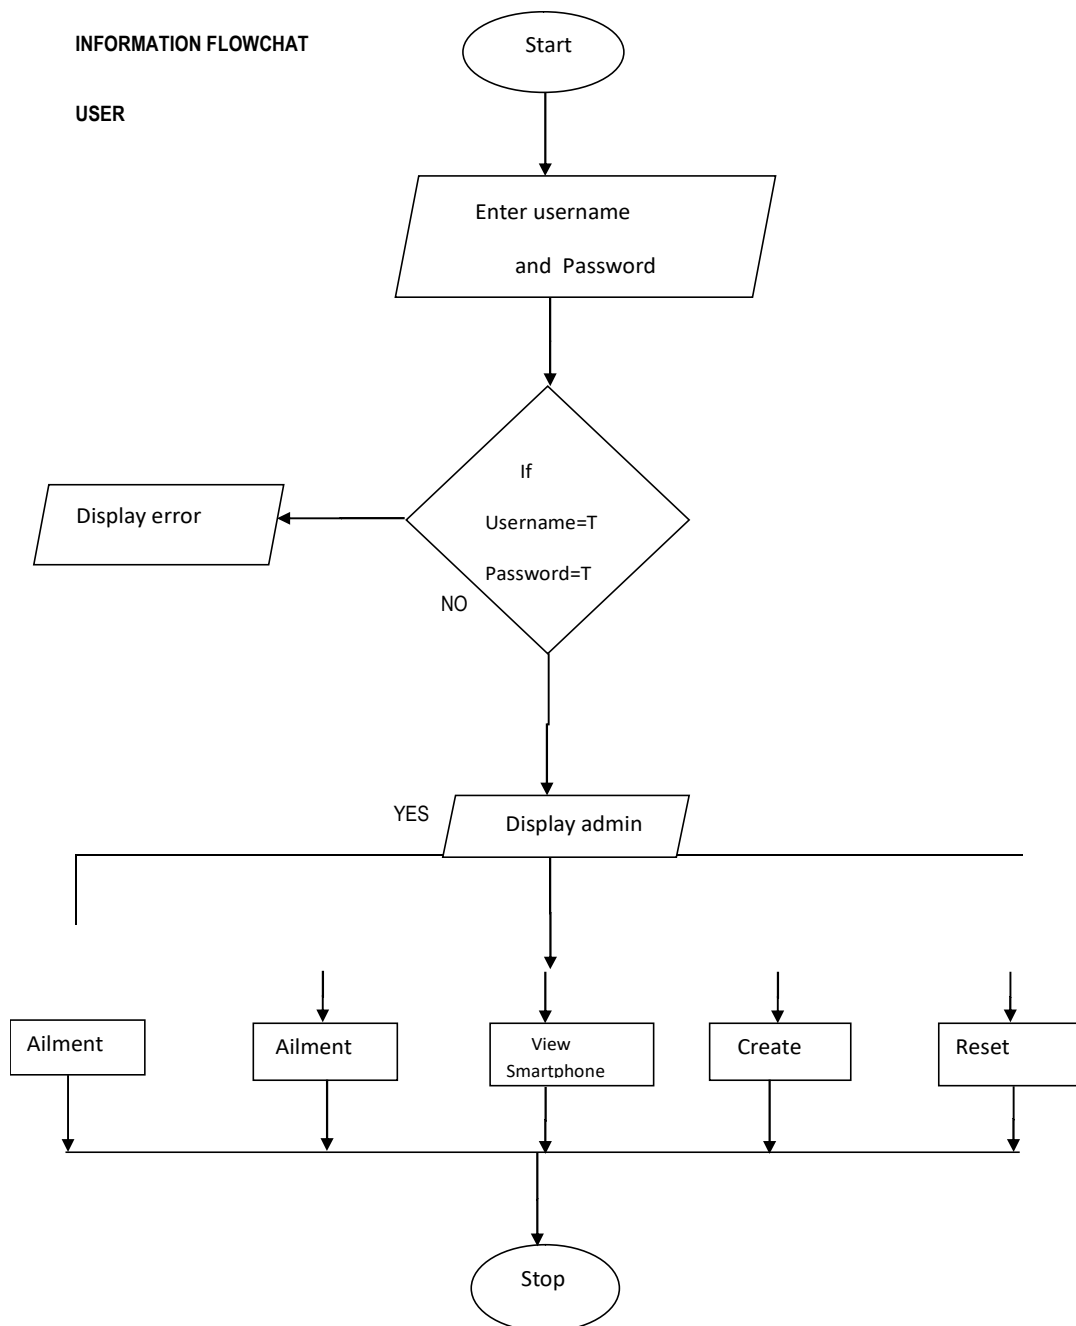 INFORMATION FLOWCHAT
Start
USER
Enter username
and Password
If
Username=T
Password=T
Display error
NO
YES
Display admin
Ailment
Ailment
View
Smartphone
Create
Reset
Stop